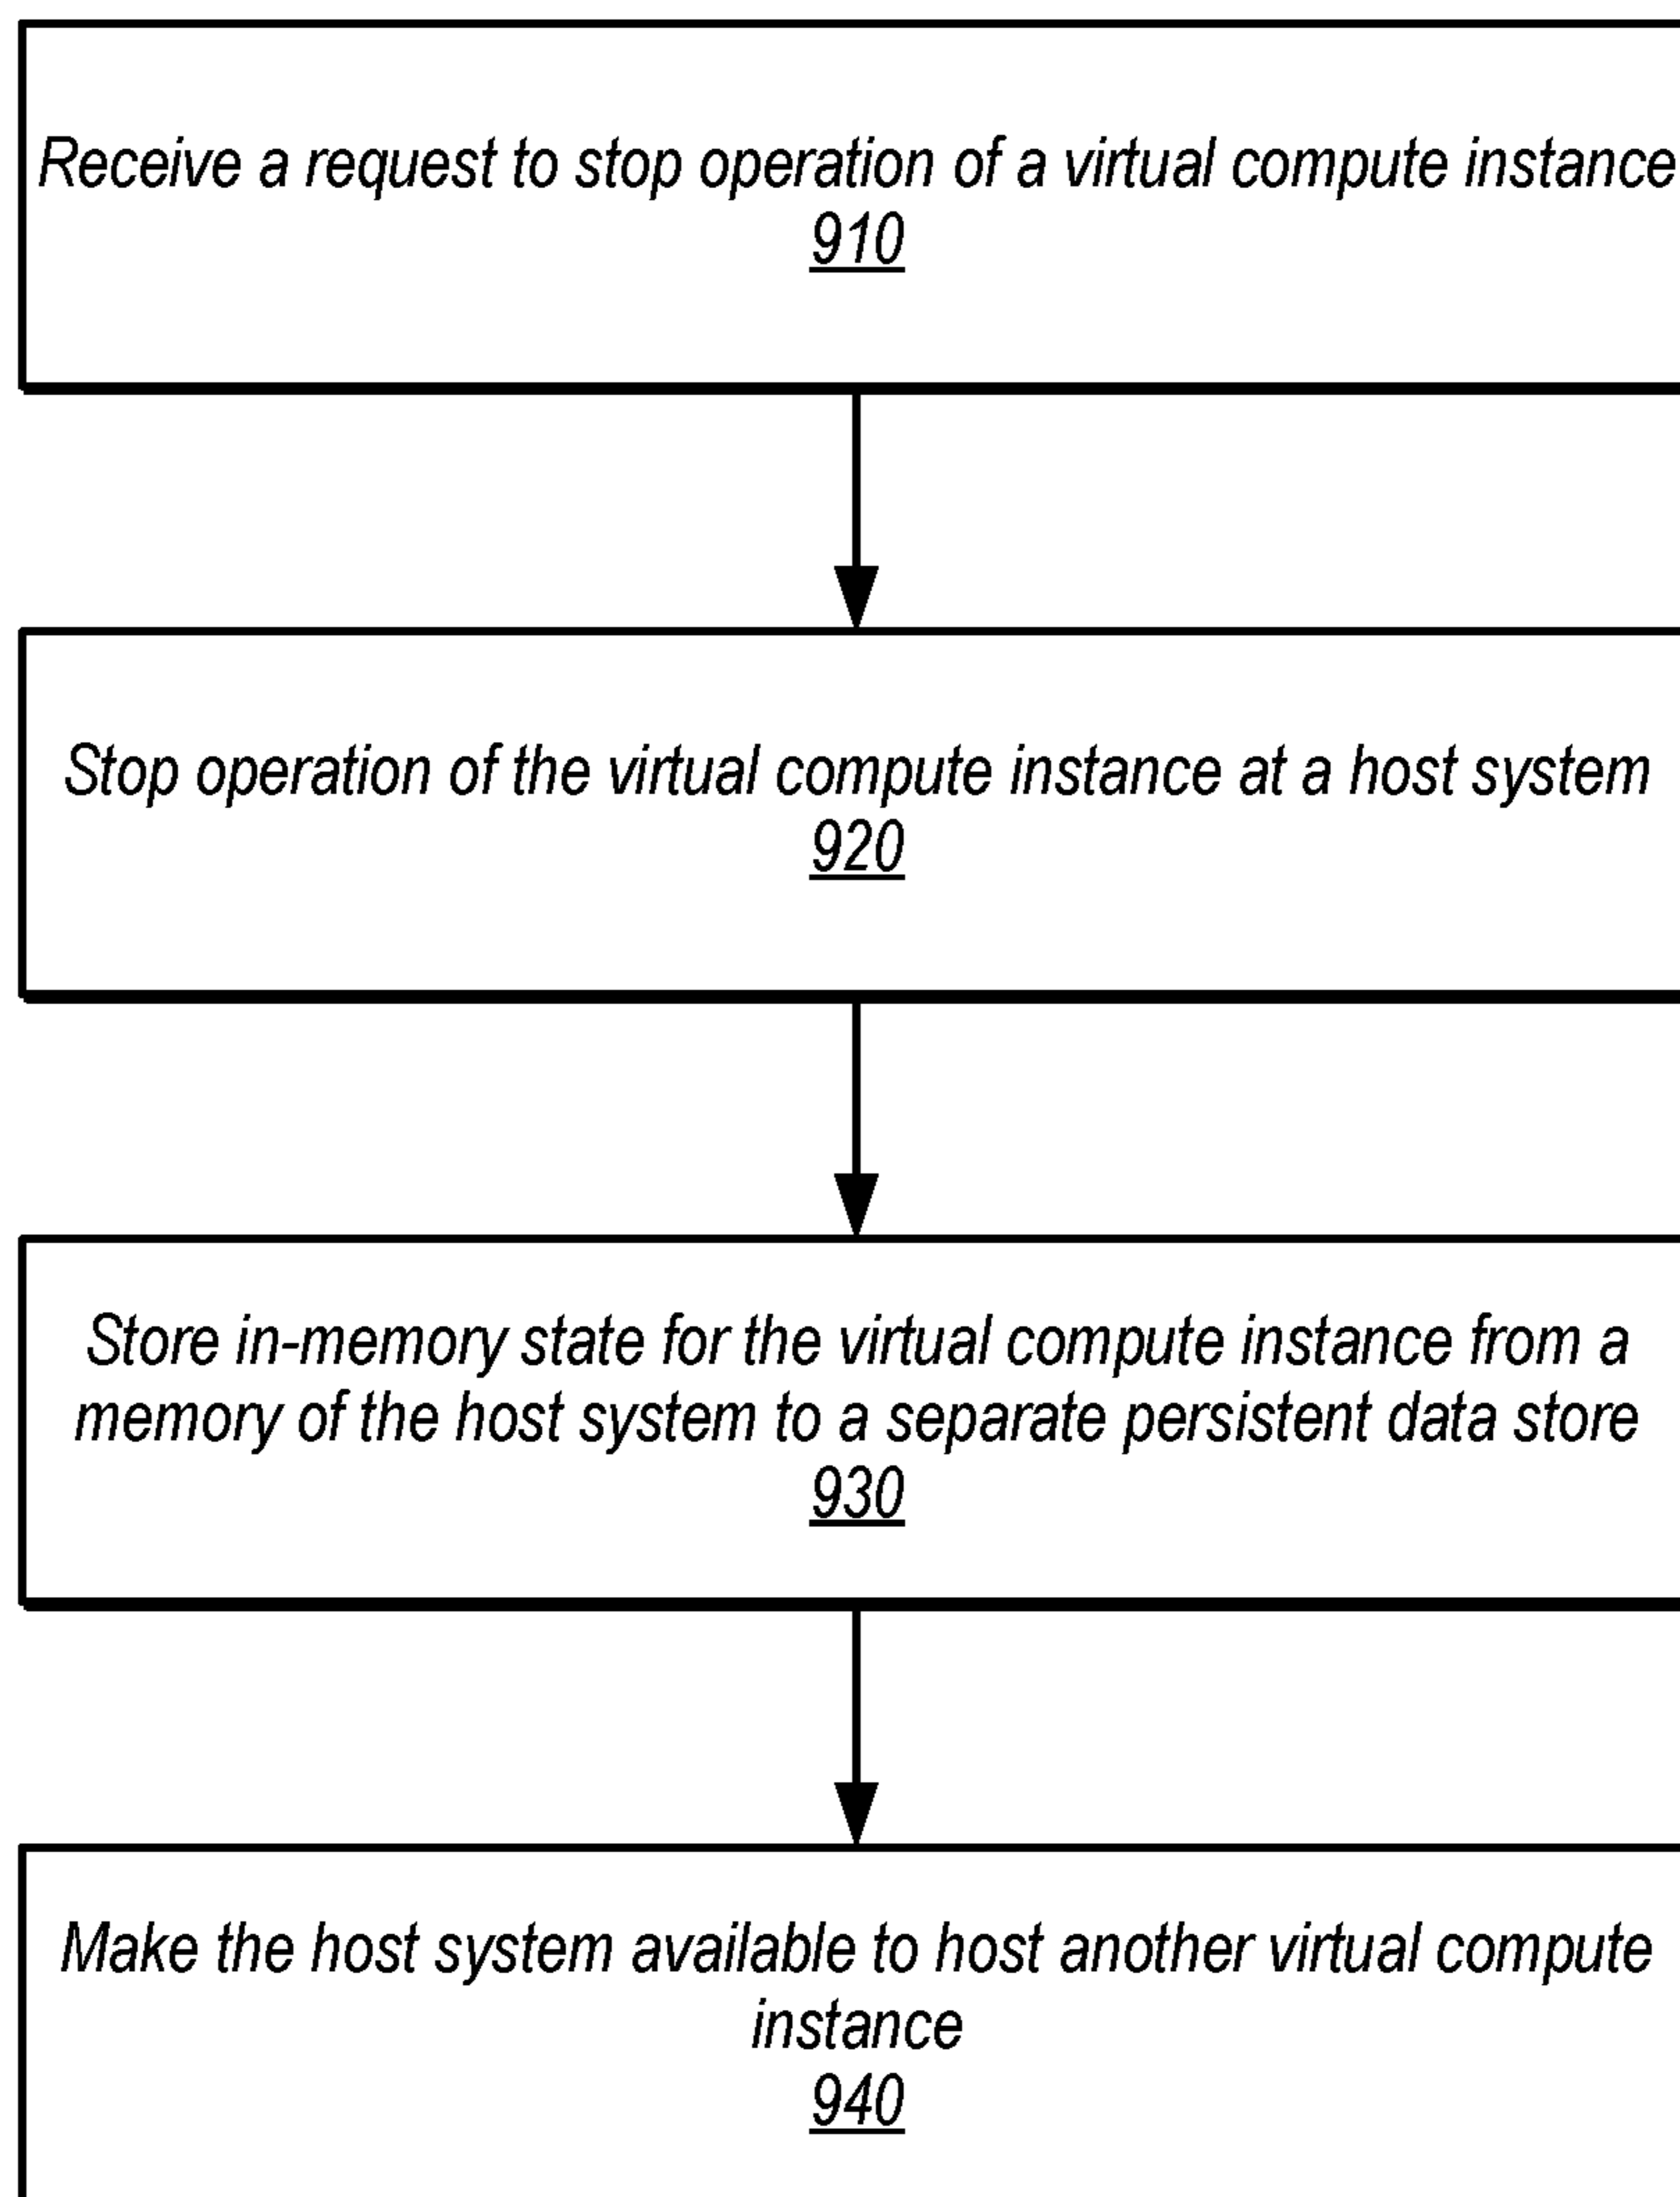 Receive a request to stop operation of a virtual compute instance
910
Stop operation of the virtual compute instance at a host system
920
Store in-memory state for the virtual compute instance from a
memory of the host system to a separate persistent data store
930
Make the host system available to host another virtual compute
instance
940